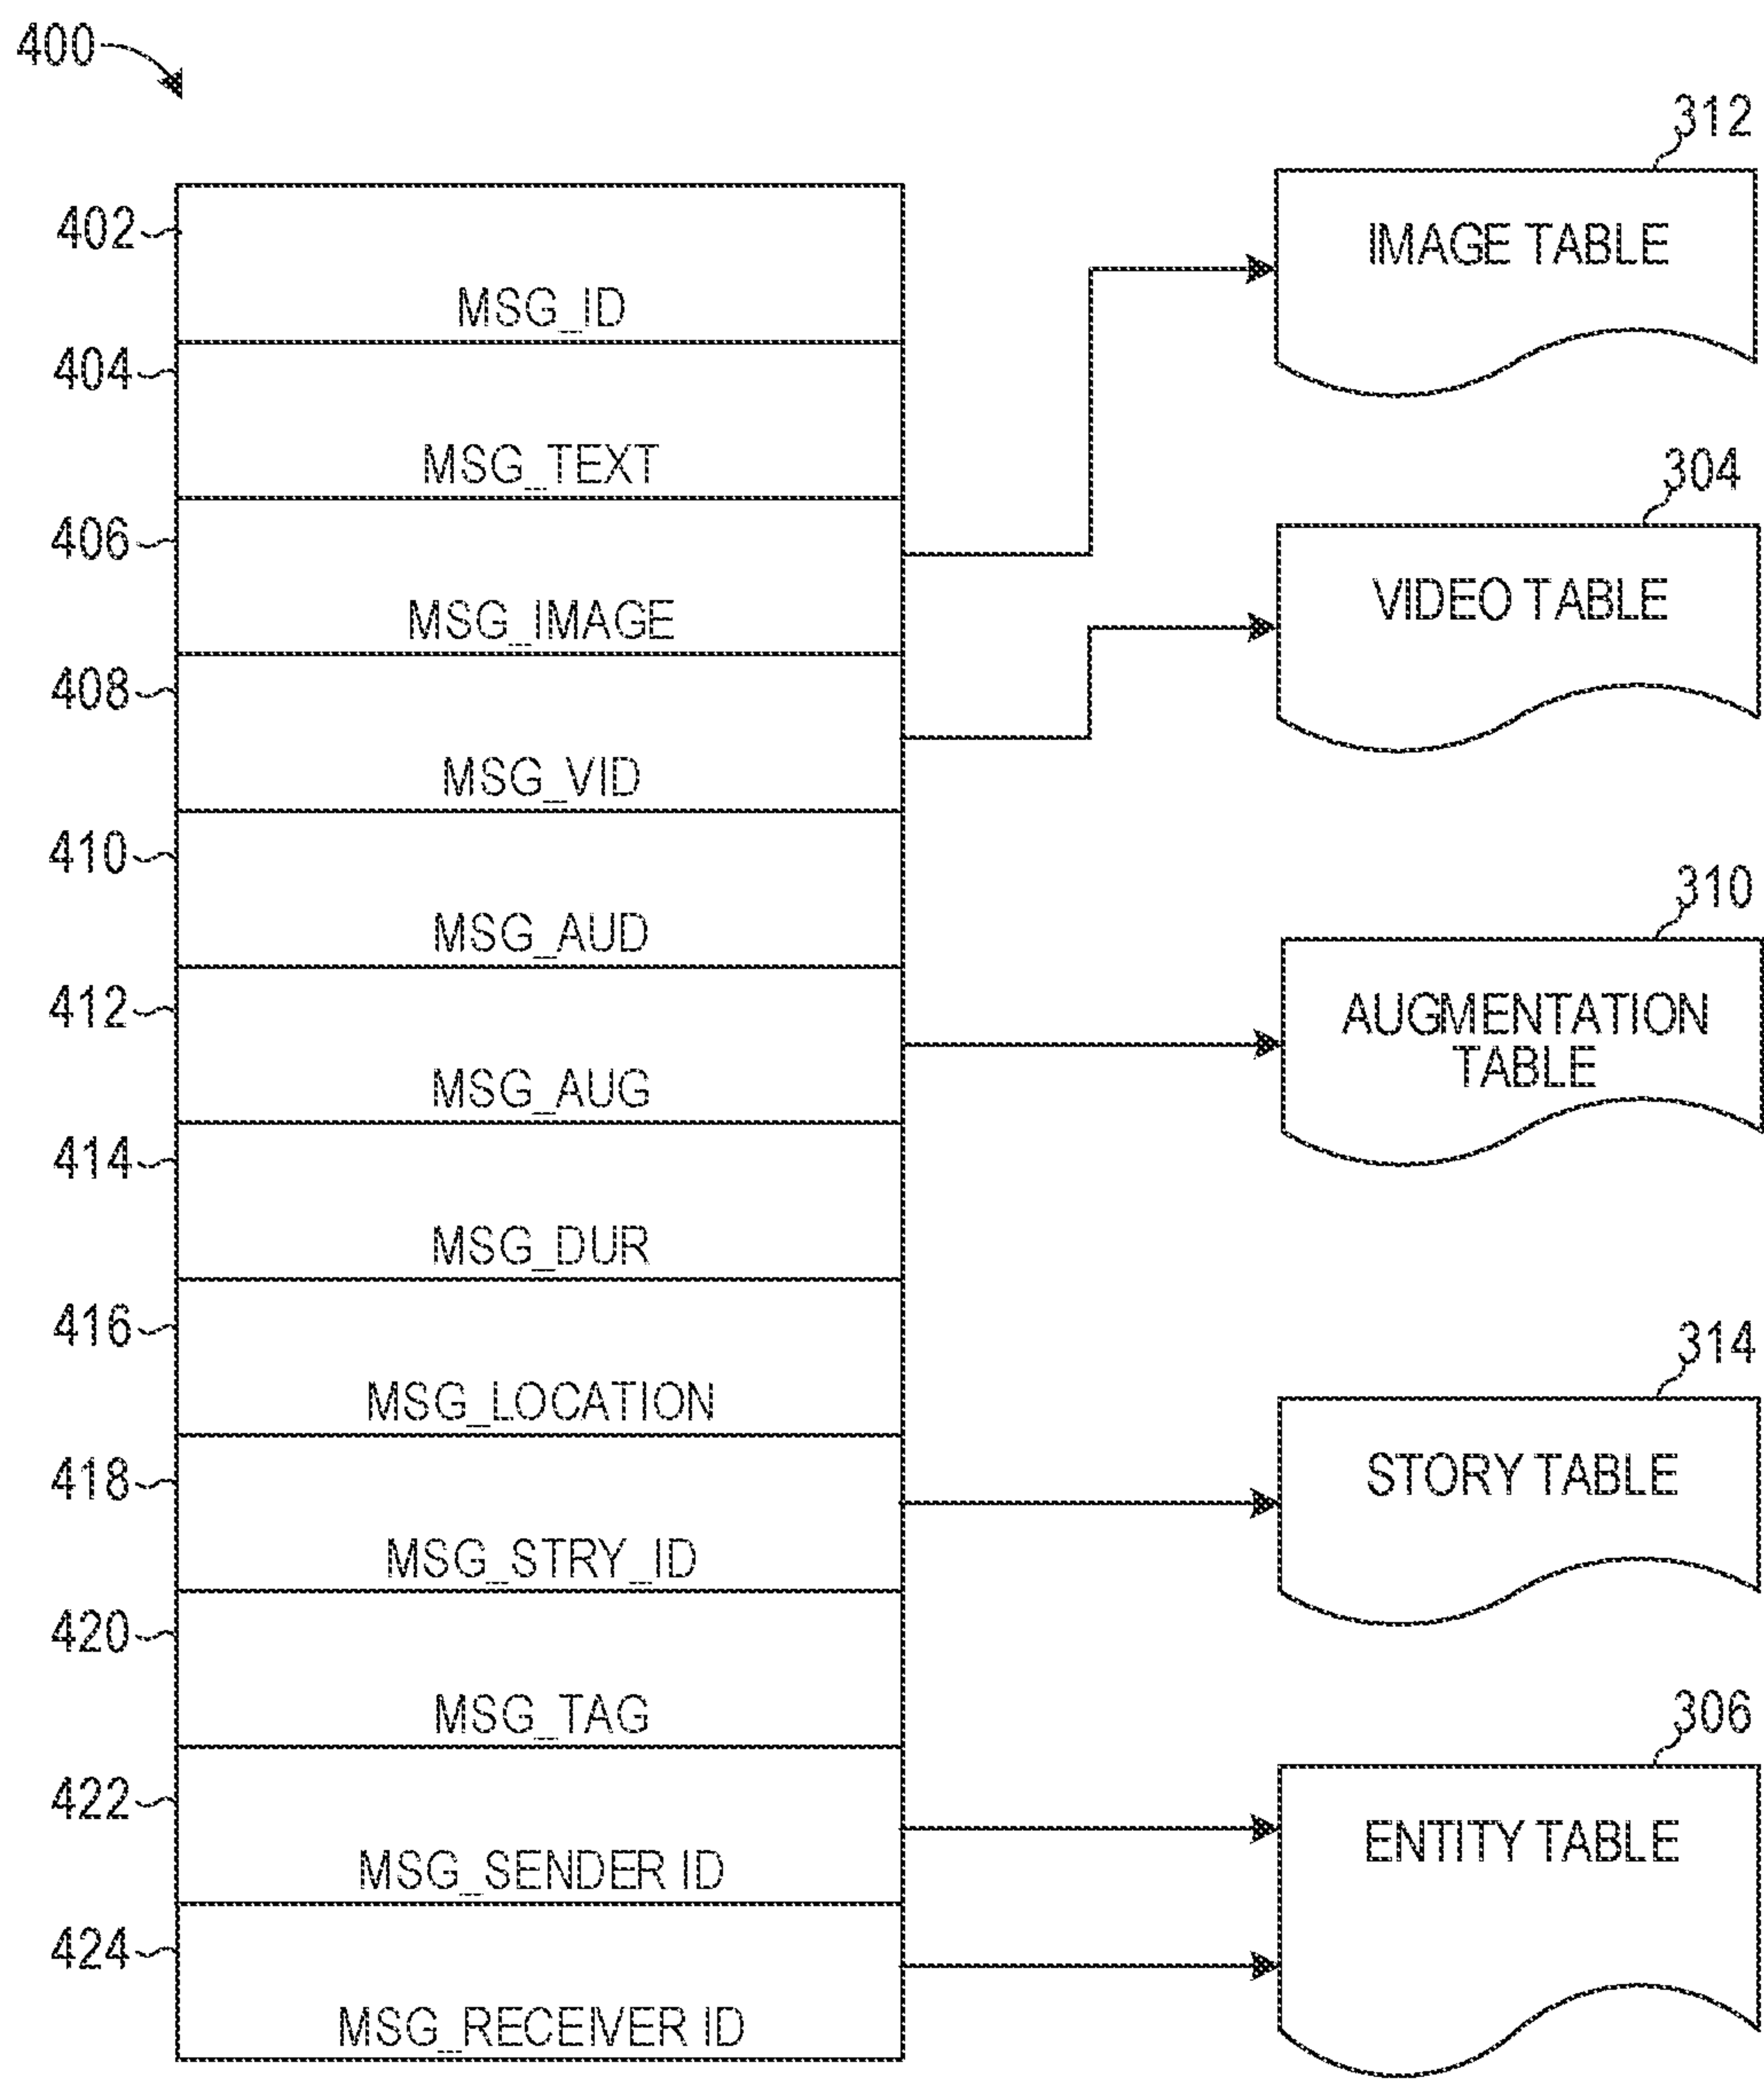 400
402
MSG_ID
404
MSG_TEXT
406
MSG_IMAGE
408
MSG_VID
410
MSG_AUD
412
MSG_AUG
414
MSG_DUR
416
MSG_LOCATION
418
MSG_STRY_ID
420
MSG_TAG
422
MSG_SENDER ID
424
MSG_RECEIVER ID
312
IMAGE TABLE
304
VIDEO TABLE
310
AUGMENTATION
TABLE
314
STORY TABLE
306
ENTITY TABLE